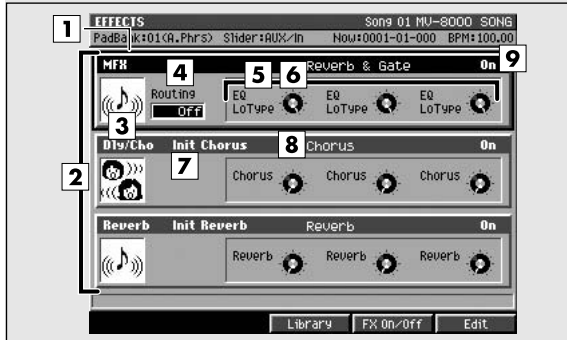 EFFECTS Song 01 MV-8000 SONG
1 PadBank:01(A.Phrs) Slider:AUX/In Now:0001-01-000 BPM:100.00
MFX Reverb & Gate On 9
4 5 6
Routing EQ EQ EQ
Off LoType LoType LoType
3
Dly/Cho Init Chorus Chorus On
2 7 8
Chorus Chorus Chorus
Reverb Init Reverb Reverb On
Reverb Reverb Reverb
Library FX On/Off Edit